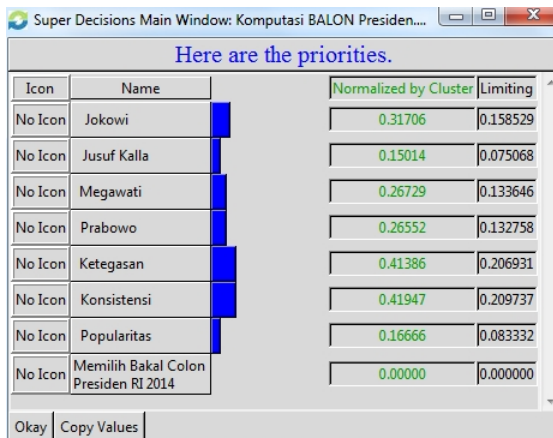 Super Decisions Main Window: Komputasi BALON Presiden....
Here are the priorities.
Icon Name Normalized by Cluster Limiting
No Icon Jokowi 0.31706 0.158529
No Icon Jusuf Kalla 0.15014 0.075068
No Icon Megawati 0.26729 0.133646
No Icon Prabowo 0.26552 0.132758
No Icon Ketegasan 0.41386 0.206931
No Icon Konsistensi 0.41947 0.209737
No Icon Popularitas 0.16666 0.083332
No Icon Memilih Bakal Colon 0.00000 0.000000
Presiden RI 2014
Okay Copy Values